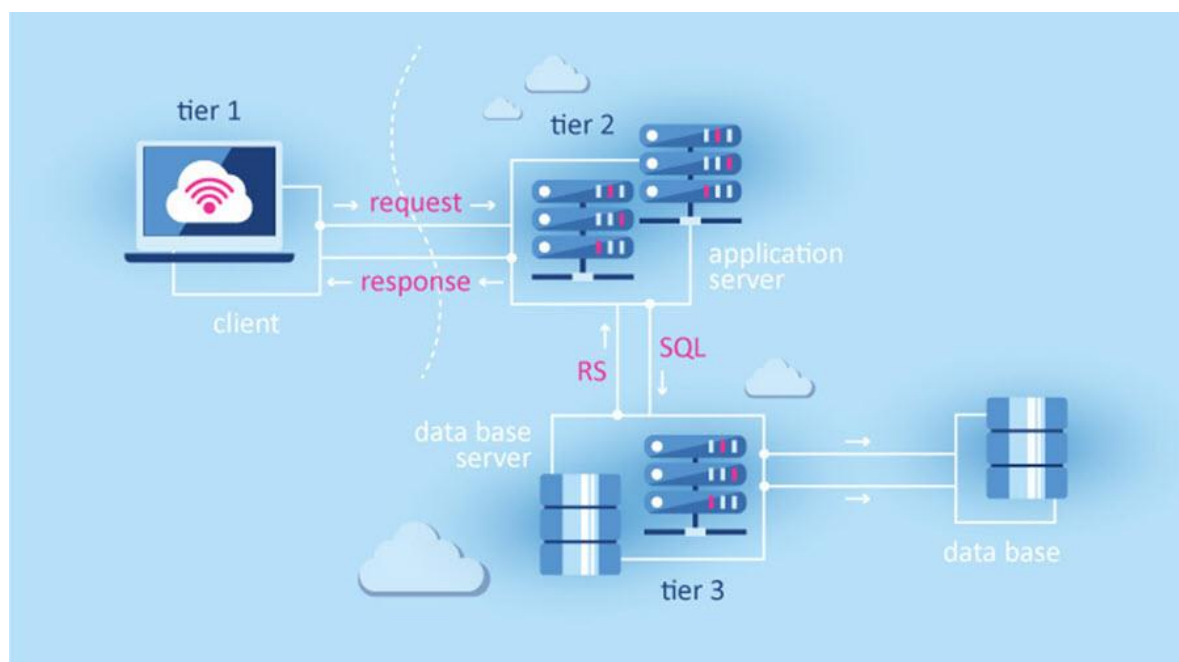 tier 1
tier 2
request
application
server
response
client
SQL
RS
data base
server
data base
tier 3